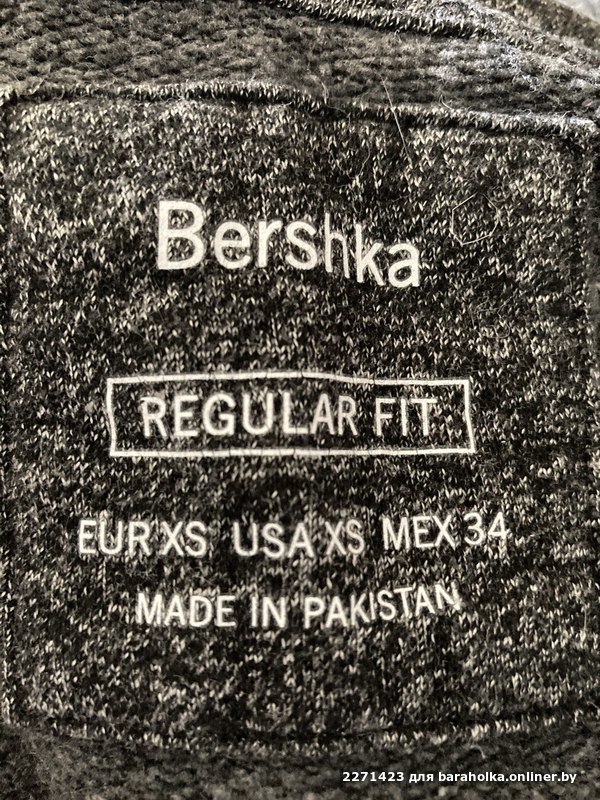 Bershka
REGULAR FIT
EUR XS USA XS MEX 34
MADE IN PAKISTAN
2271423 для baraholka.onliner.by